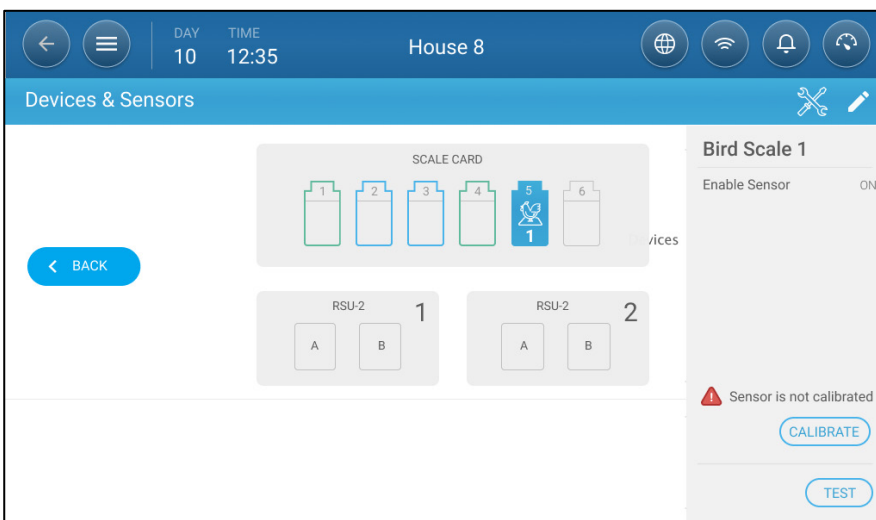 DAY
10
TIME
12:35
House 8
Devices & Sensors
SCALE CARD
1 2 3 4 5 6
1
vices
BACK
RSU-2 1
A B
RSU-2 2
A B
Bird Scale 1
Enable Sensor ON
Sensor is not calibrated
CALIBRATE
TEST